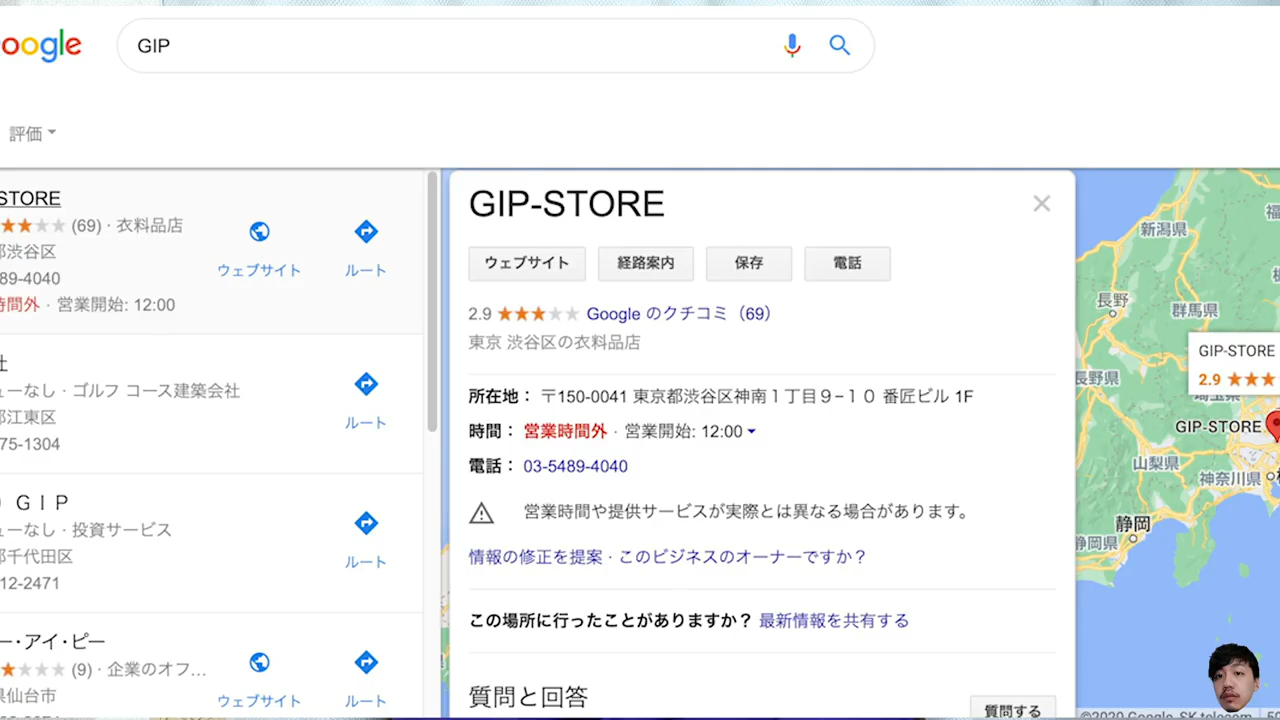 oogle
GIP
評価
STORE
(69) · 衣料品店
都渋谷区
89-4040
時間外 · 営業開始: 12:00
ウェブサイト
ルート
社
ューなし · ゴルフ コース建築会社
都江東区
75-1304
ルート
) ＧＩＰ
ューなし · 投資サービス
都千代田区
12-2471
ルート
ー・アイ・ピー
(9) · 企業のオフ...
県仙台市
ウェブサイト
ルート
GIP-STORE
ウェブサイト
経路案内
保存
電話
2.9 Google のクチコミ（69）
東京 渋谷区の衣料品店
所在地： 〒150-0041 東京都渋谷区神南１丁目９−１０ 番匠ビル 1F
時間： 営業時間外 · 営業開始: 12:00
電話： 03-5489-4040
営業時間や提供サービスが実際とは異なる場合があります。
情報の修正を提案 · このビジネスのオーナーですか？
この場所に行ったことがありますか？ 最新情報を共有する
質問と回答
質問する
新潟県
福
長野
群馬県
GIP-STORE
2.9
長野県
埼玉県
GIP-STORE
山梨県
神奈川県
静岡
静岡県
©2020 Google, SK telecom